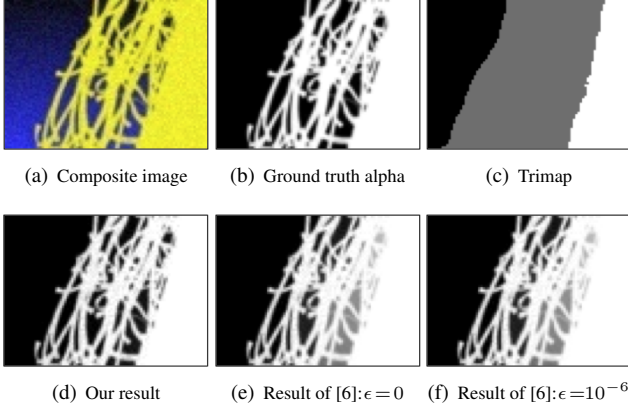 (a) Composite image (b) Ground truth alpha (c) Trimap
(d) Our result (e) Result of [6]:ϵ=0 (f) Result of [6]:ϵ=10⁻⁶